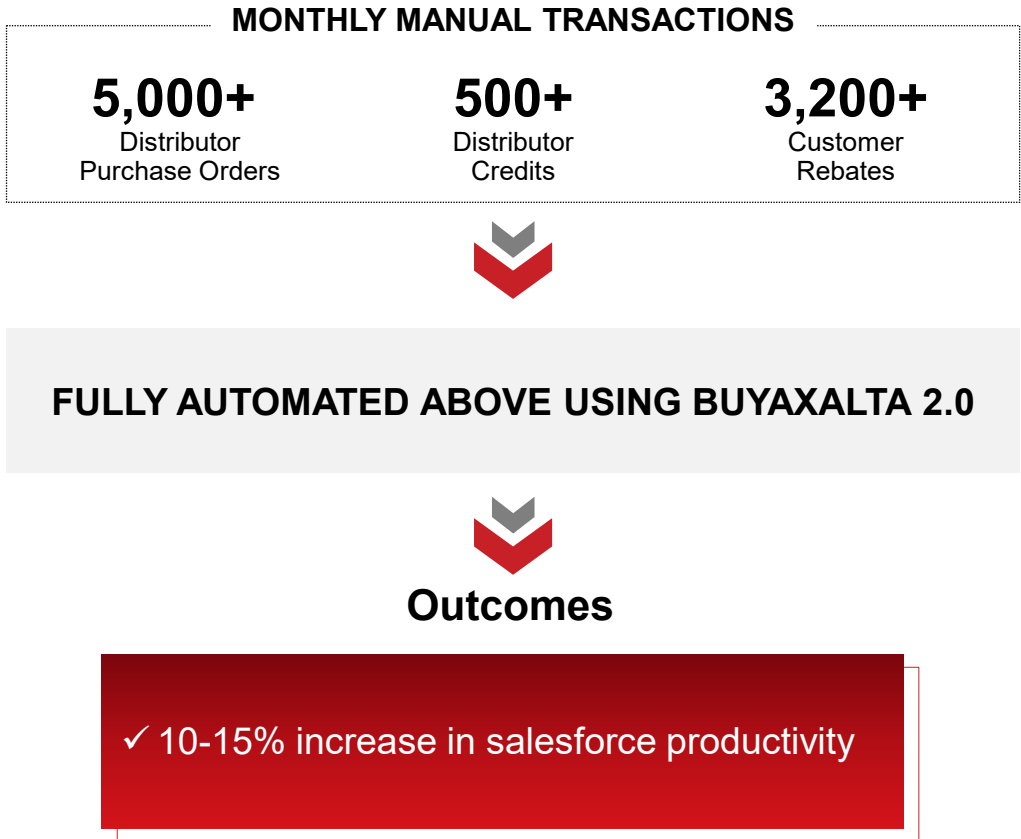 MONTHLY MANUAL TRANSACTIONS
5,000+
Distributor
Purchase Orders
500+
Distributor
Credits
3,200+
Customer
Rebates
FULLY AUTOMATED ABOVE USING BUYAXALTA 2.0
Outcomes
✓ 10-15% increase in salesforce productivity